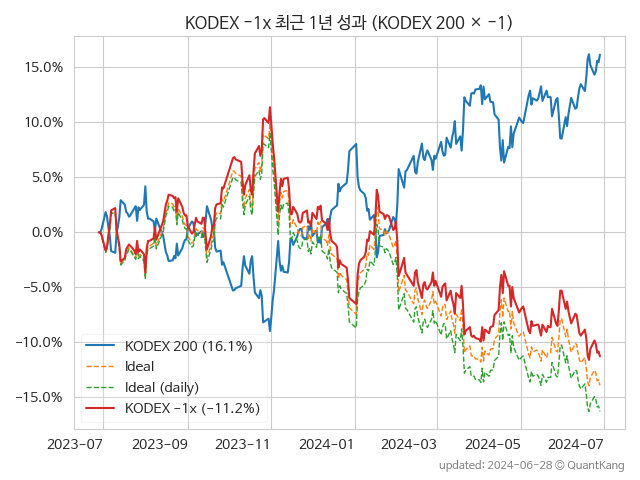 KODEX −1x 최근 1년 성과 (KODEX 200 × −1)
15.0%
10.0%
5.0%
0.0%
−5.0%
−10.0%
−15.0%
KODEX 200 (16.1%)
Ideal
Ideal (daily)
KODEX −1x (−11.2%)
2023-07 2023-09 2023-11 2024-01 2024-03 2024-05 2024-07
updated: 2024-06-28 ⓒ QuantKang